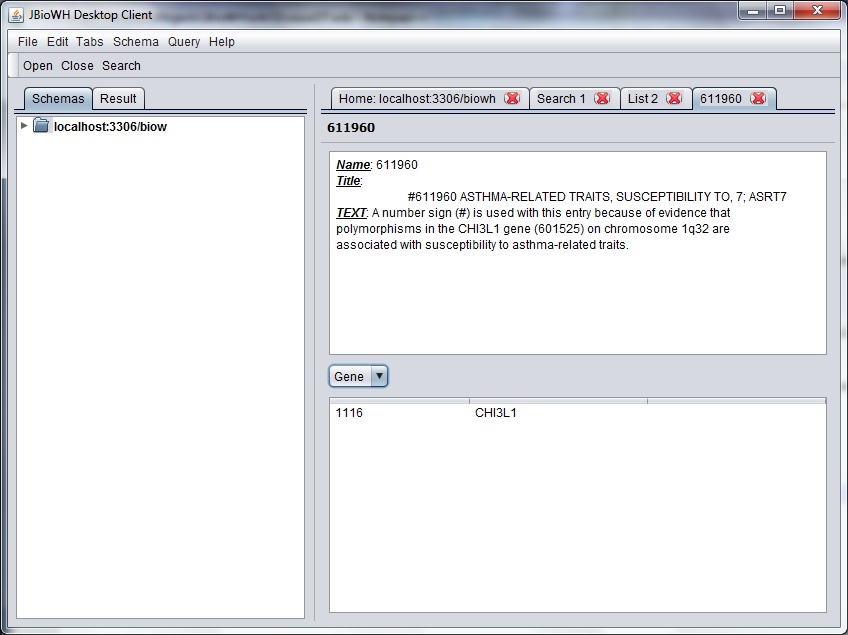 JBioWH Desktop Client
File Edit Tabs Schema Query Help
Open Close Search
Schemas Result
localhost:3306/biow
Home: localhost:3306/biowh Search 1 List 2 611960
611960
Name: 611960
Title:
#611960 ASTHMA-RELATED TRAITS, SUSCEPTIBILITY TO, 7; ASRT7
TEXT: A number sign (#) is used with this entry because of evidence that
polymorphisms in the CHI3L1 gene (601525) on chromosome 1q32 are
associated with susceptibility to asthma-related traits.
Gene
1116 CHI3L1